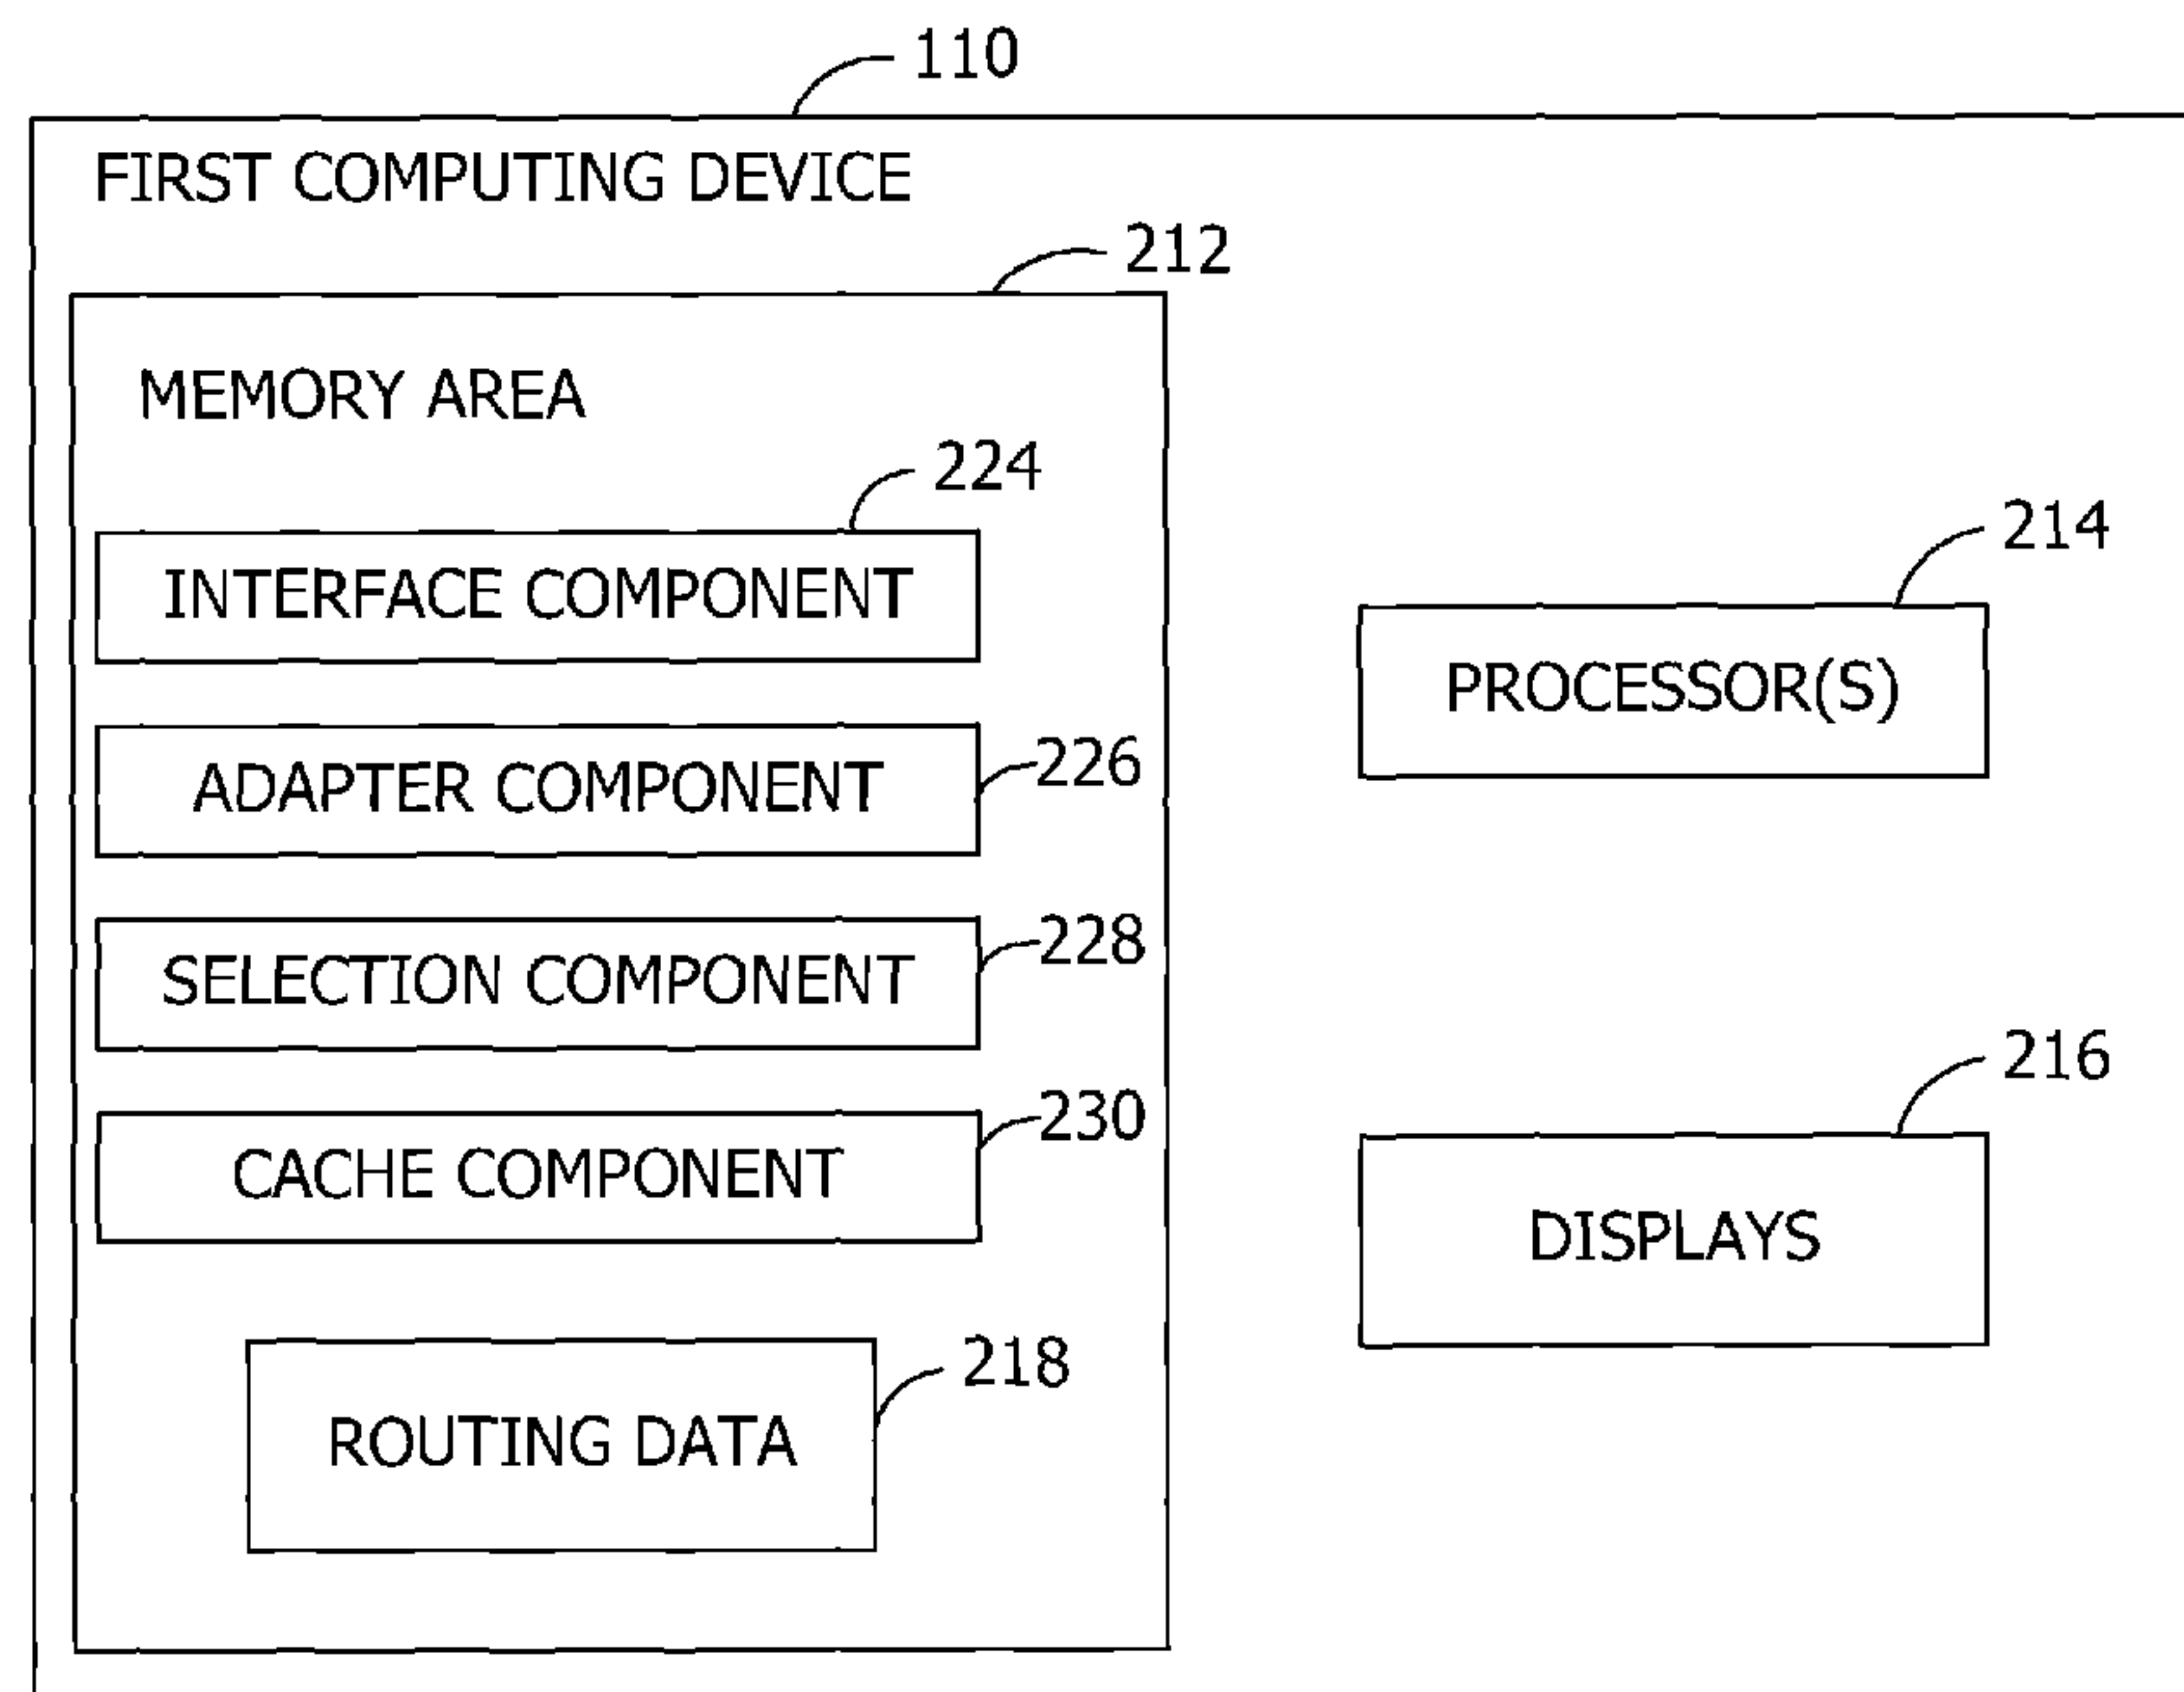 110
FIRST COMPUTING DEVICE
212
MEMORY AREA
224
INTERFACE COMPONENT
226
ADAPTER COMPONENT
228
SELECTION COMPONENT
230
CACHE COMPONENT
218
ROUTING DATA
214
PROCESSOR(S)
216
DISPLAYS